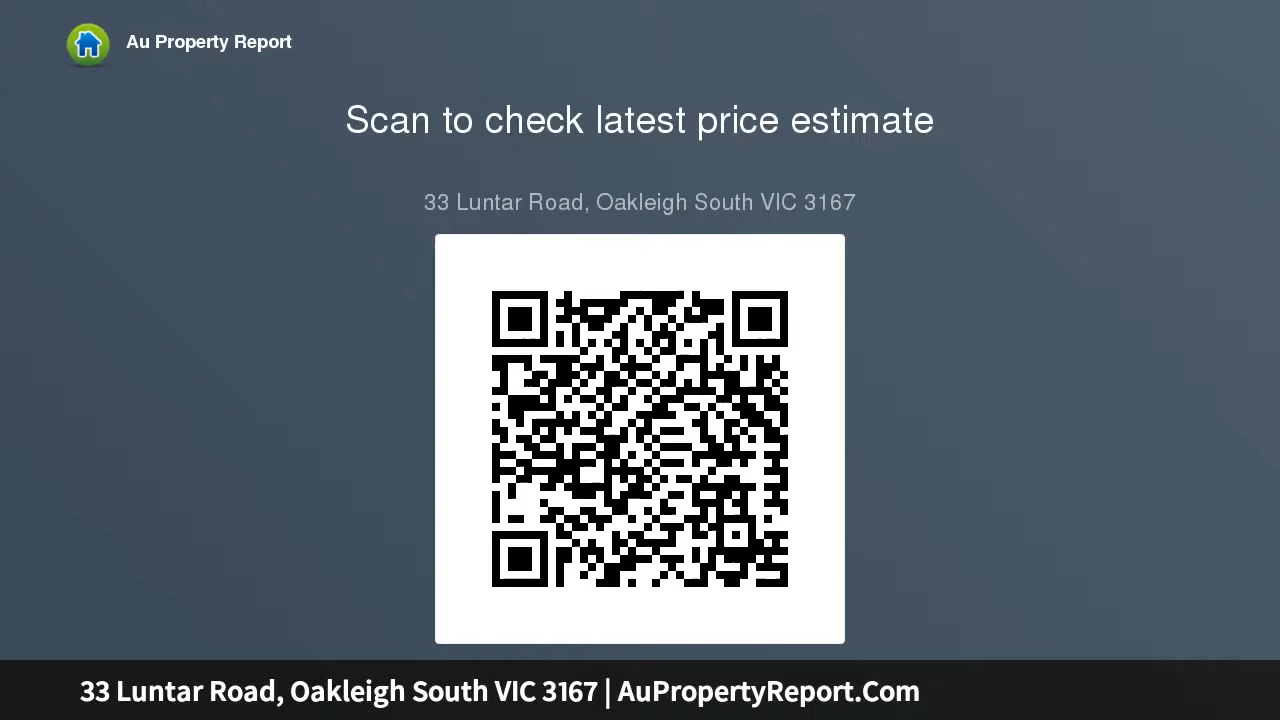 Au Property Report
Scan to check latest price estimate
33 Luntar Road, Oakleigh South VIC 3167
33 Luntar Road, Oakleigh South VIC 3167 | AuPropertyReport.Com